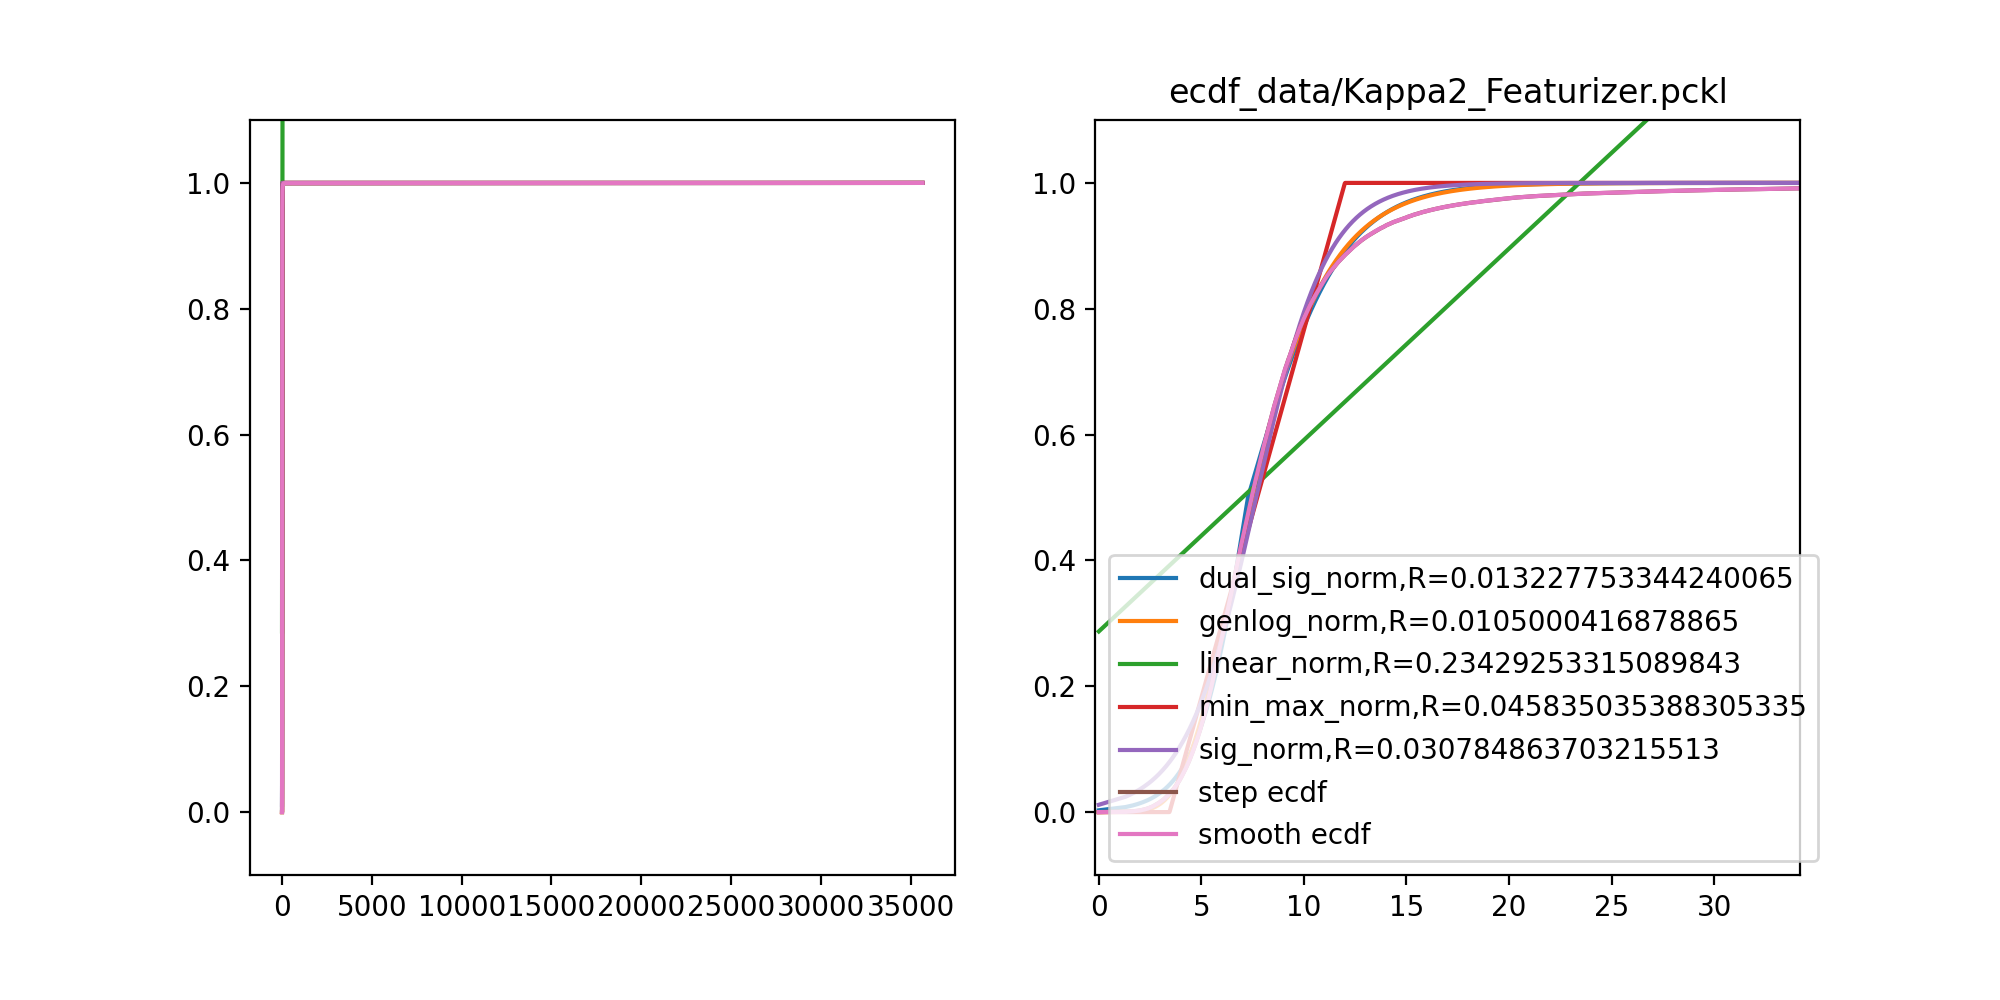 ecdf_data/Kappa2_Featurizer.pckl
1.0
0.8
0.6
0.4
0.2
0.0
0 5000 10000 15000 20000 25000 30000 35000
1.0
0.8
0.6
0.4
0.2
0.0
0 5 10 15 20 25 30
dual_sig_norm,R=0.013227753344240065
genlog_norm,R=0.0105000416878865
linear_norm,R=0.23429253315089843
min_max_norm,R=0.045835035388305335
sig_norm,R=0.030784863703215513
step ecdf
smooth ecdf